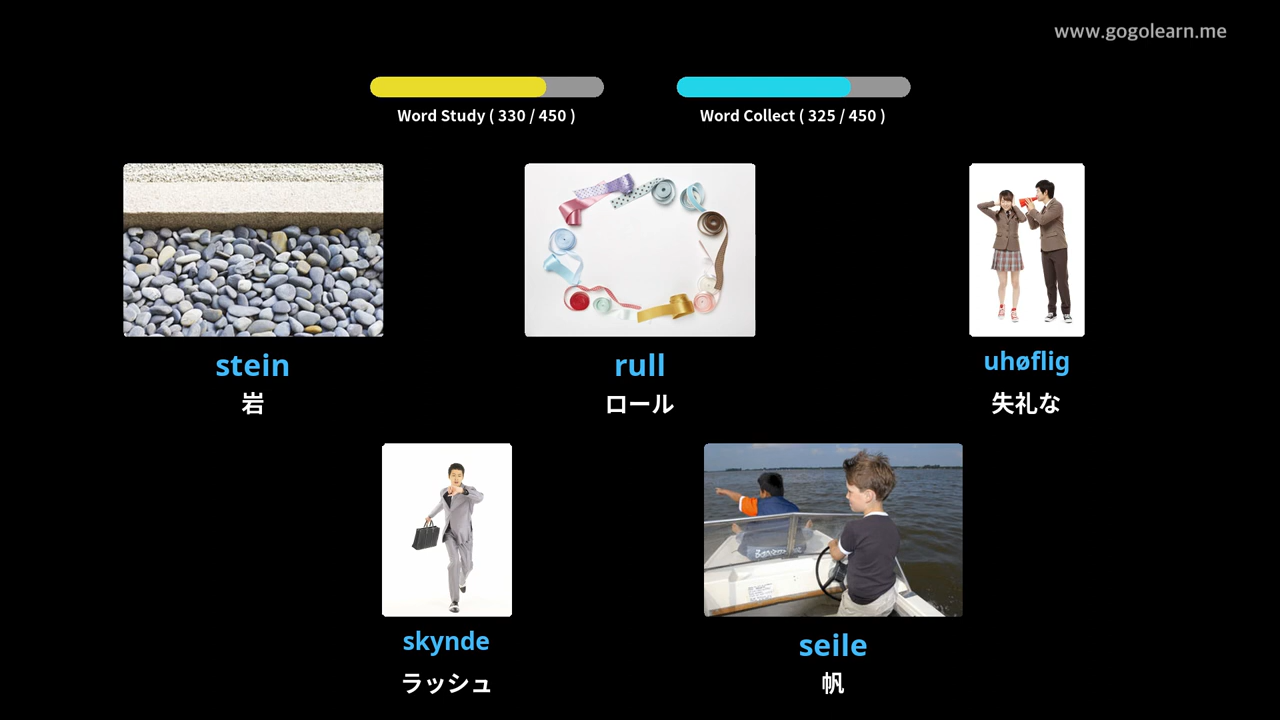 www.gogolearn.me
Word Study ( 330 / 450 )
Word Collect ( 325 / 450 )
stein
岩
rull
ロール
uhøflig
失礼な
skynde
ラッシュ
seile
帆